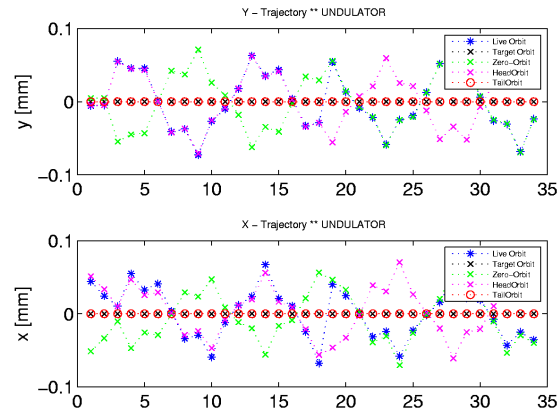 Y − Trajectory ** UNDULATOR
0.1
0
−0.1
y [mm]
0 5 10 15 20 25 30 35
Live Orbit
Target Orbit
Zero−Orbit
HeadOrbit
TailOrbit
X − Trajectory ** UNDULATOR
0.1
0
−0.1
x [mm]
0 5 10 15 20 25 30 35
Live Orbit
Target Orbit
Zero−Orbit
HeadOrbit
TailOrbit